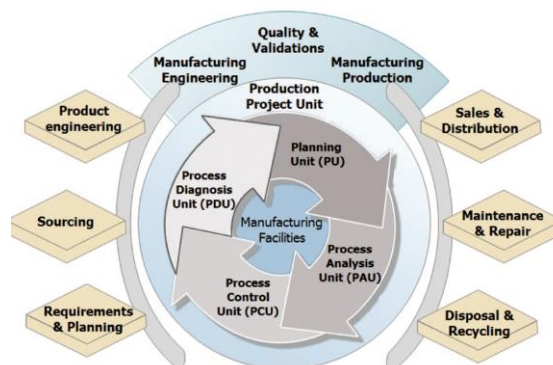 Quality &
Validations
Manufacturing
Engineering
Manufacturing
Production
Production
Project Unit
Product
engineering
Sourcing
Requirements
& Planning
Planning
Unit (PU)
Process
Diagnosis
Unit (PDU)
Manufacturing
Facilities
Process
Analysis
Unit (PAU)
Process
Control
Unit (PCU)
Sales &
Distribution
Maintenance
& Repair
Disposal &
Recycling